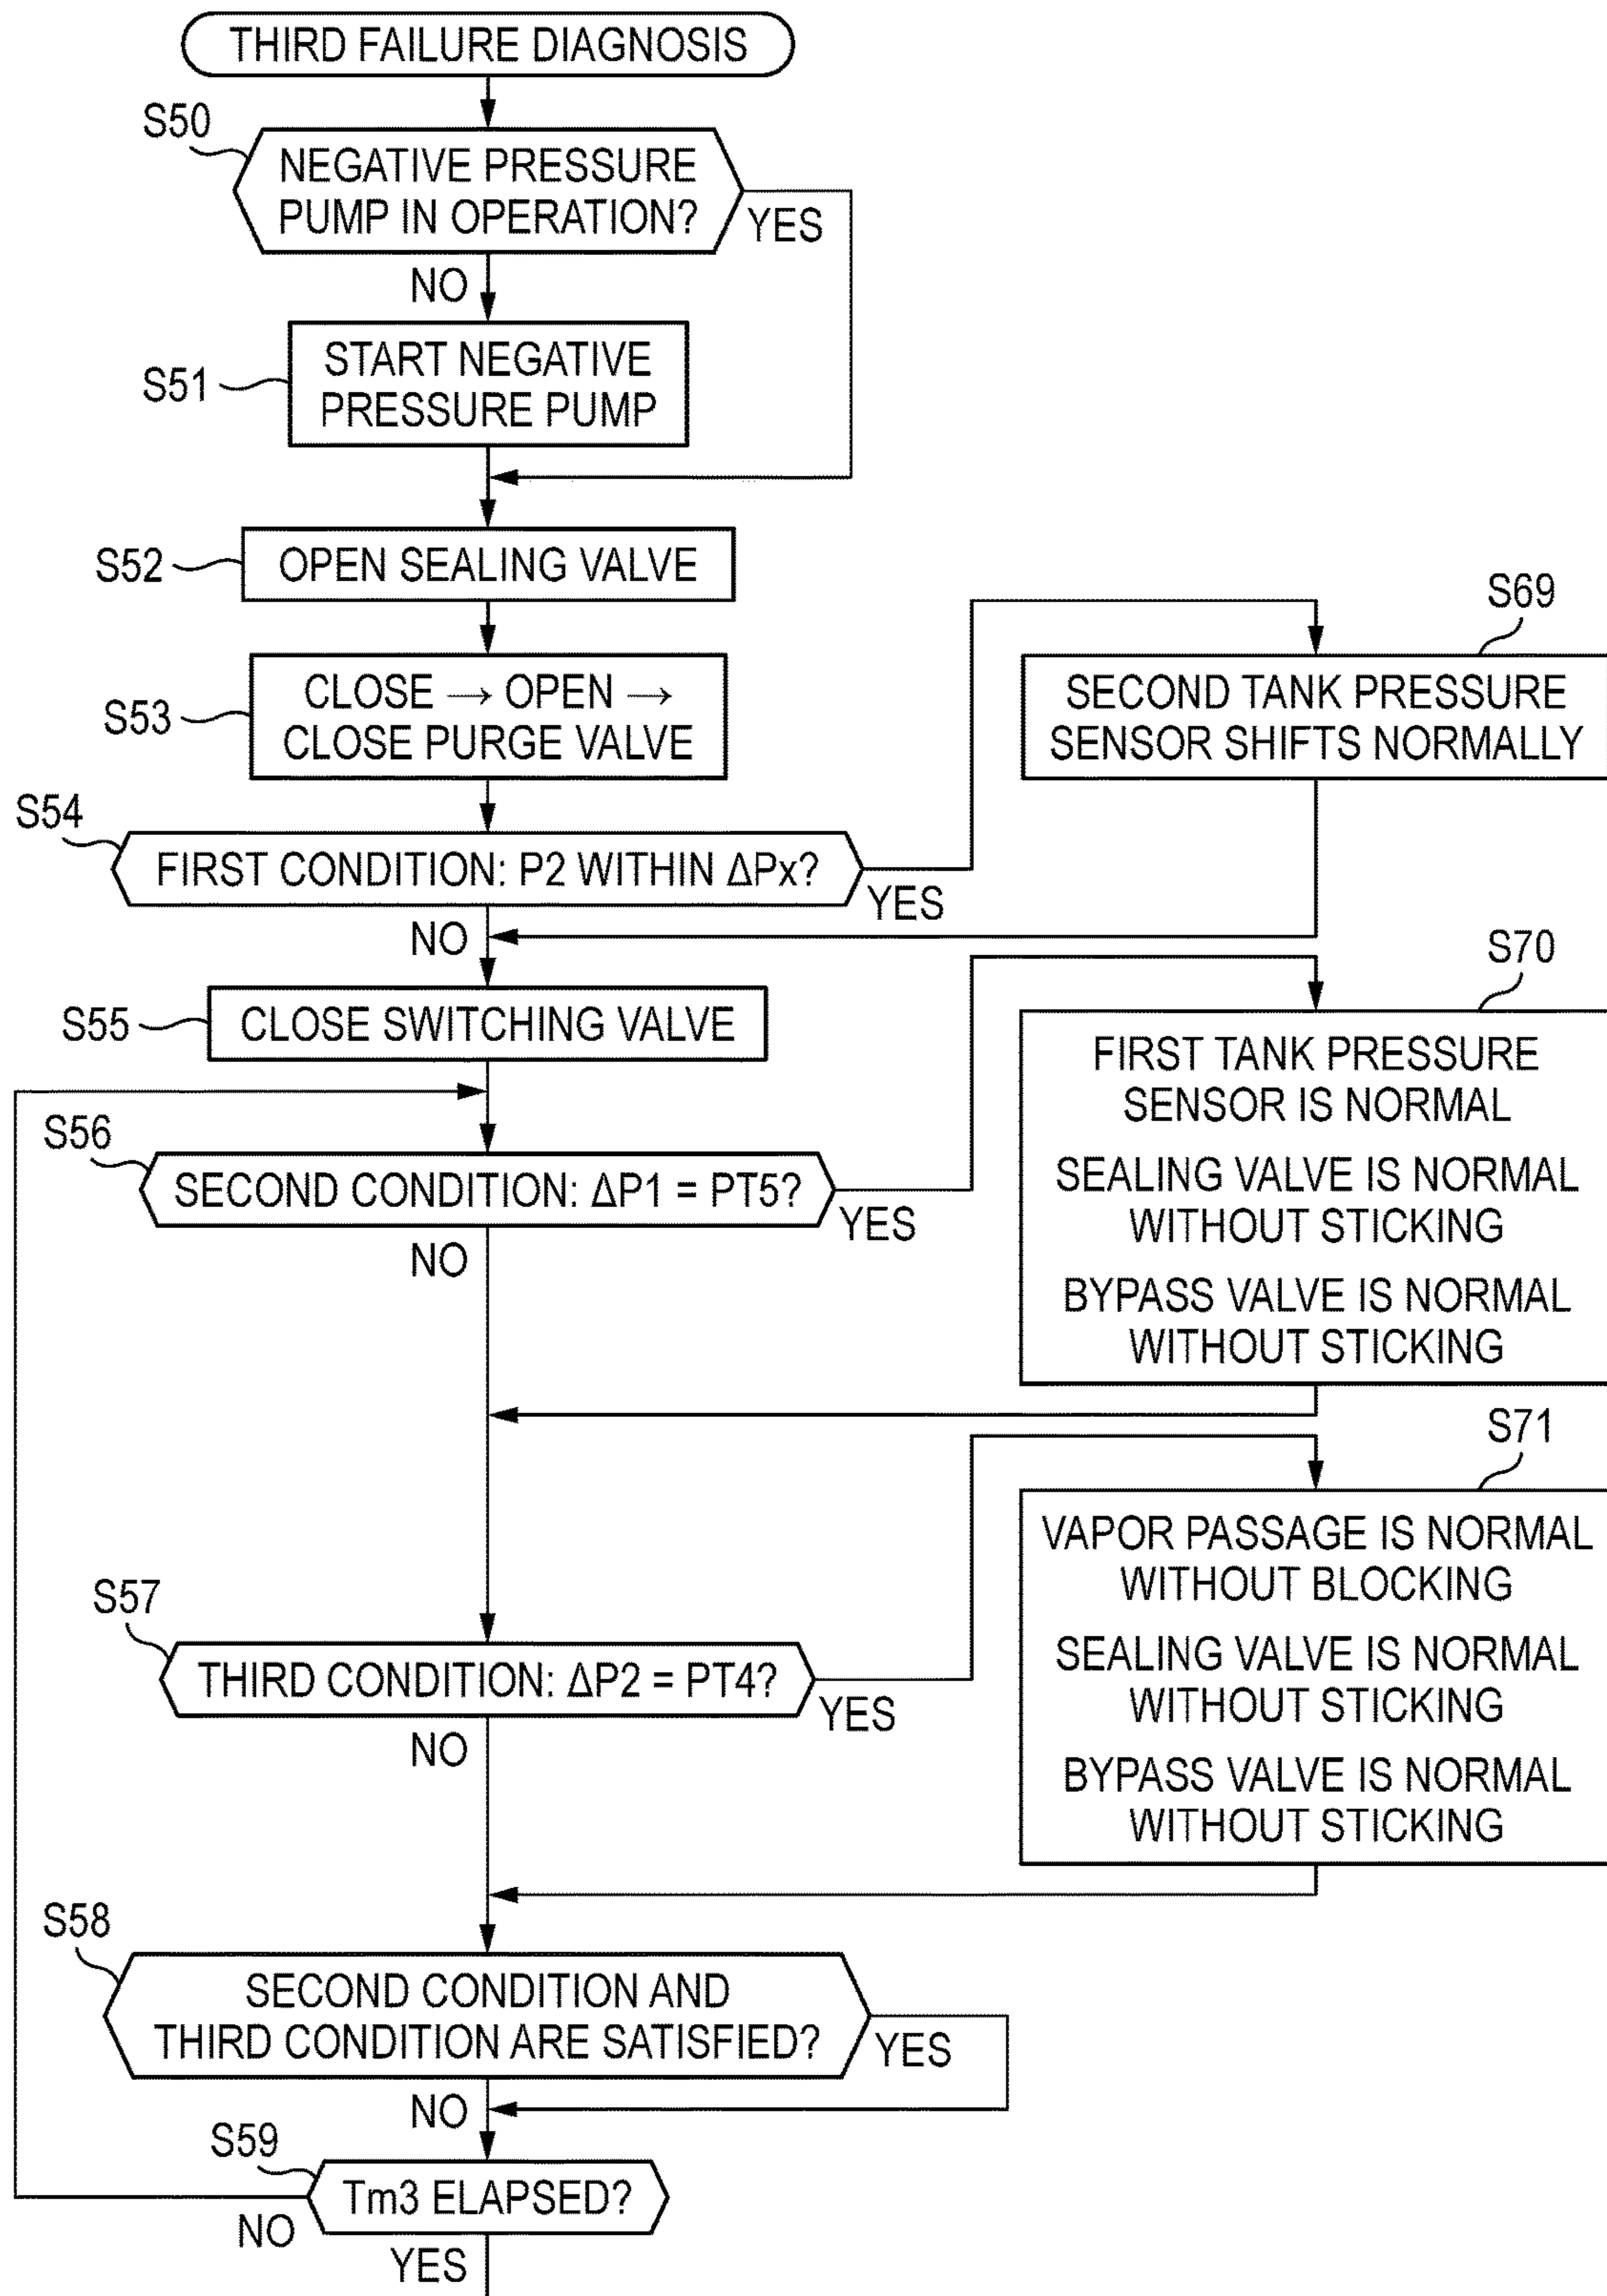 THIRD FAILURE DIAGNOSIS
S50
NEGATIVE PRESSURE
PUMP IN OPERATION?
YES
NO
S51
START NEGATIVE
PRESSURE PUMP
S52
OPEN SEALING VALVE
S53
CLOSE → OPEN →
CLOSE PURGE VALVE
S69
SECOND TANK PRESSURE
SENSOR SHIFTS NORMALLY
S54
FIRST CONDITION: P2 WITHIN ΔPx?
YES
NO
S55
CLOSE SWITCHING VALVE
S70
FIRST TANK PRESSURE
SENSOR IS NORMAL
SEALING VALVE IS NORMAL
WITHOUT STICKING
BYPASS VALVE IS NORMAL
WITHOUT STICKING
S56
SECOND CONDITION: ΔP1 = PT5?
YES
NO
S71
VAPOR PASSAGE IS NORMAL
WITHOUT BLOCKING
SEALING VALVE IS NORMAL
WITHOUT STICKING
BYPASS VALVE IS NORMAL
WITHOUT STICKING
S57
THIRD CONDITION: ΔP2 = PT4?
YES
NO
S58
SECOND CONDITION AND
THIRD CONDITION ARE SATISFIED?
YES
NO
S59
Tm3 ELAPSED?
NO
YES